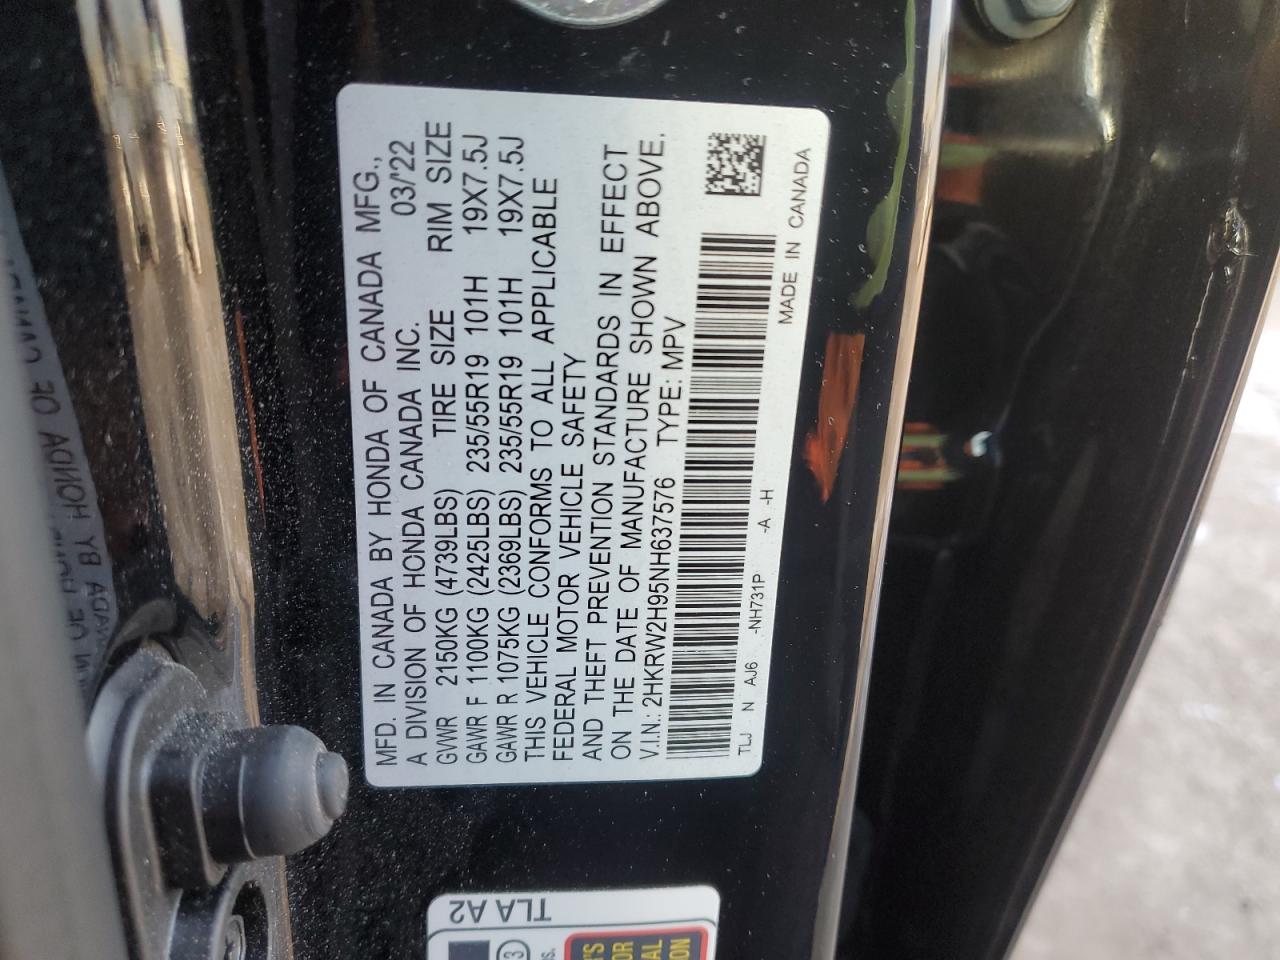 MFD. IN CANADA BY HONDA OF CANADA MFG.,
A DIVISION OF HONDA CANADA INC. 03/'22
GVWR 2150KG (4739LBS) TIRE SIZE RIM SIZE
GAWR F 1100KG (2425LBS) 235/55R19 101H 19X7.5J
GAWR R 1075KG (2369LBS) 235/55R19 101H 19X7.5J
THIS VEHICLE CONFORMS TO ALL APPLICABLE
FEDERAL MOTOR VEHICLE SAFETY
AND THEFT PREVENTION STANDARDS IN EFFECT
ON THE DATE OF MANUFACTURE SHOWN ABOVE.
V.I.N.: 2HKRW2H95NH637576 TYPE: MPV
TLJ N AJ6 -NH731P -A -H
MADE IN CANADA
TLA A2